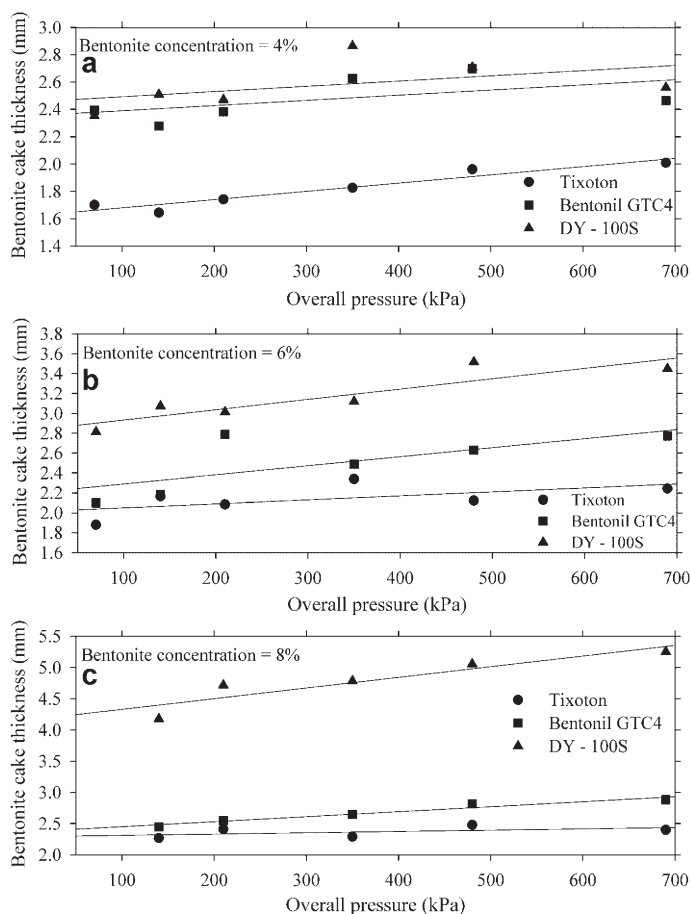 Bentonite concentration = 4%
a
Bentonite cake thickness (mm)
3.0
2.8
2.6
2.4
2.2
2.0
1.8
1.6
1.4
Tixoton
Bentonil GTC4
DY - 100S
100 200 300 400 500 600 700
Overall pressure (kPa)
Bentonite concentration = 6%
b
Bentonite cake thickness (mm)
3.8
3.6
3.4
3.2
3.0
2.8
2.6
2.4
2.2
2.0
1.8
1.6
Tixoton
Bentonil GTC4
DY - 100S
100 200 300 400 500 600 700
Overall pressure (kPa)
Bentonite concentration = 8%
c
Bentonite cake thickness (mm)
5.5
5.0
4.5
4.0
3.5
3.0
2.5
2.0
Tixoton
Bentonil GTC4
DY - 100S
100 200 300 400 500 600 700
Overall pressure (kPa)